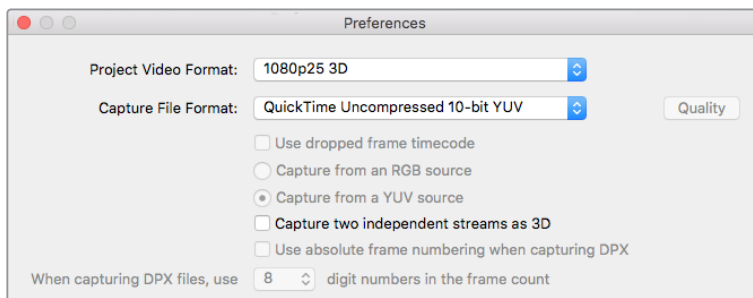 Preferences
Project Video Format: 1080p25 3D
Capture File Format: QuickTime Uncompressed 10-bit YUV Quality
Use dropped frame timecode
Capture from an RGB source
Capture from a YUV source
Capture two independent streams as 3D
Use absolute frame numbering when capturing DPX
When capturing DPX files, use 8 digit numbers in the frame count